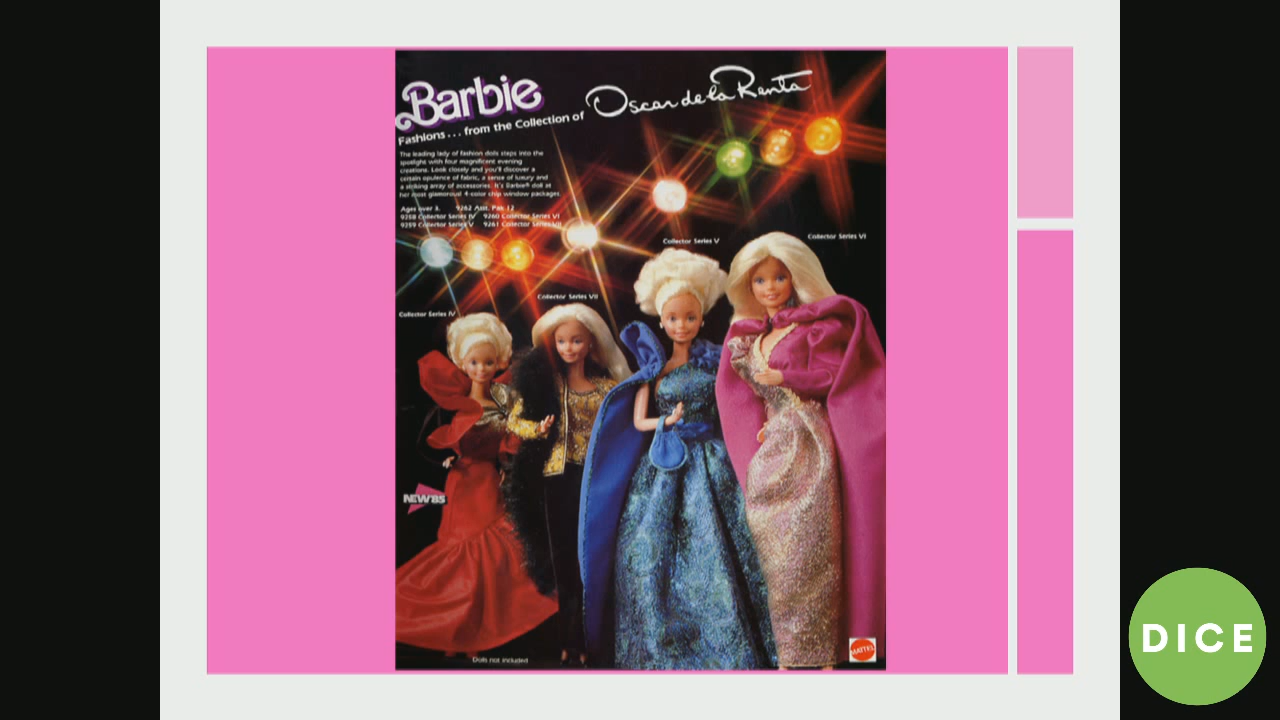 Barbie
Oscar de la Renta
Fashions . . . from the Collection of
The leading lady of fashion dolls steps into the
spotlight with four magnificent evening
creations. Look closely and you'll discover a
certain opulence of fabric, a sense of luxury and
a striking array of accessories. It's Barbie® doll at
her most glamorous! 4-color chip window packages.
Ages over 3. 9262 Asst. Pak 12
9258 Collector Series IV 9260 Collector Series VI
9259 Collector Series V 9261 Collector Series VII
Collector Series V
Collector Series VI
Collector Series VII
Collector Series IV
NEW '85
Dolls not included
MATTEL
DICE